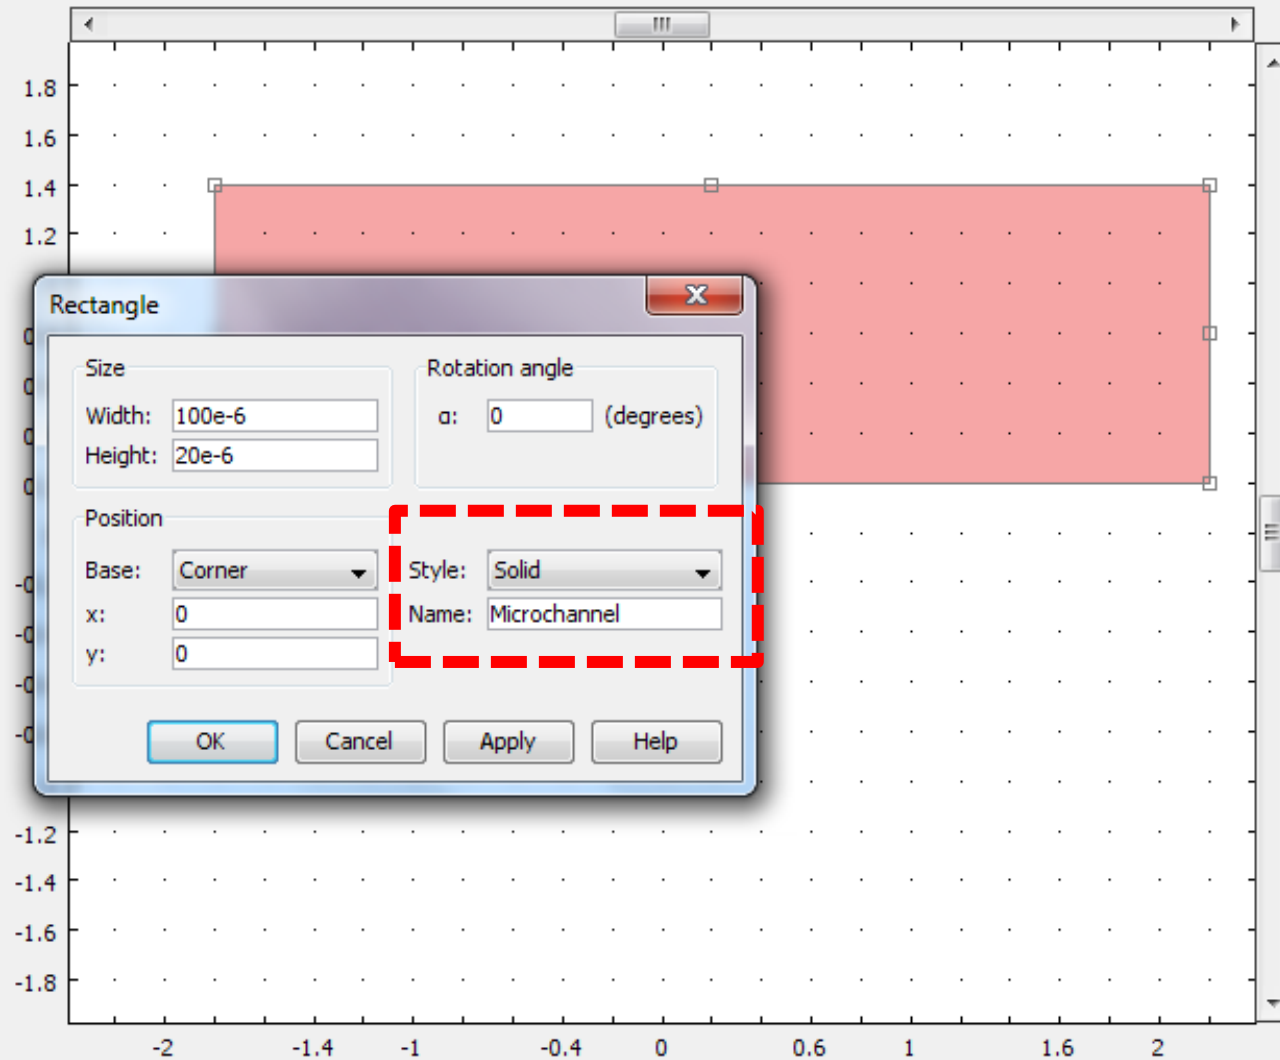 1.8
1.6
1.4
1.2
Rectangle
Size
Width: 100e-6
Height: 20e-6
Rotation angle
α: 0 (degrees)
Position
Base: Corner
x: 0
y: 0
Style: Solid
Name: Microchannel
OK Cancel Apply Help
-1.2
-1.4
-1.6
-1.8
-2 -1.4 -1 -0.4 0 0.6 1 1.6 2